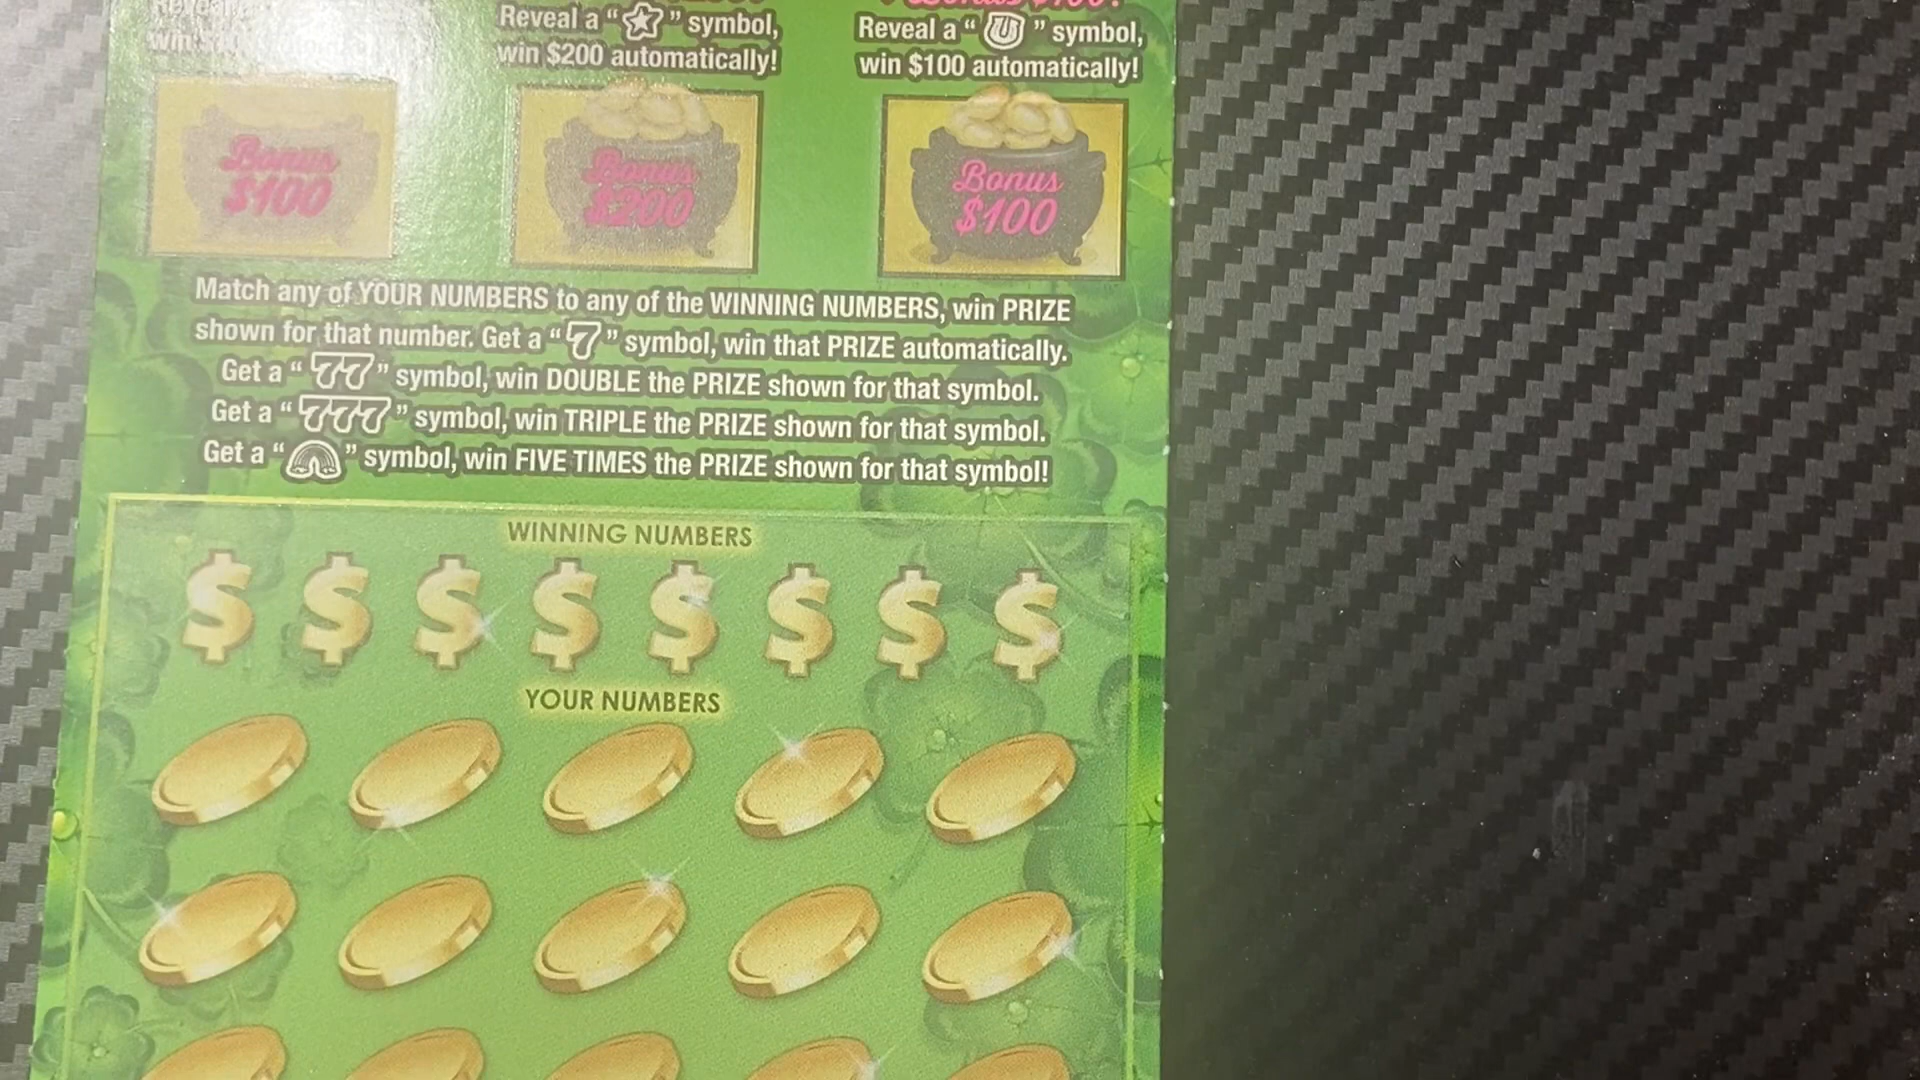 Reveal a
win
Reveal a “ ” symbol,
win $200 automatically!
Bonus $100!
Reveal a “U” symbol,
win $100 automatically!
Bonus
$100
Bonus
$200
Bonus
$100
Match any of YOUR NUMBERS to any of the WINNING NUMBERS, win PRIZE
shown for that number. Get a “7” symbol, win that PRIZE automatically.
Get a “77” symbol, win DOUBLE the PRIZE shown for that symbol.
Get a “777” symbol, win TRIPLE the PRIZE shown for that symbol.
Get a “ ” symbol, win FIVE TIMES the PRIZE shown for that symbol!
WINNING NUMBERS
$ $ $ $ $ $ $ $
YOUR NUMBERS